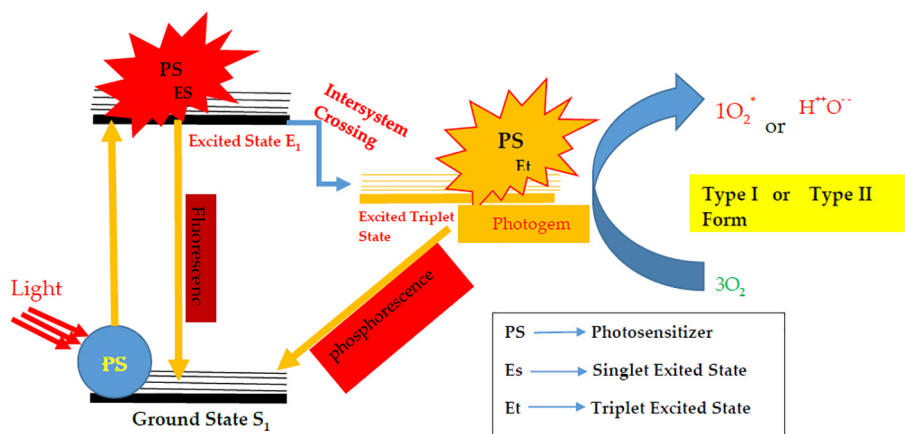 PS
ES
Excited State E₁
Intersystem
Crossing
PS
Et
1O₂* or H⁺⁺O⁻⁻
Type I or Type II
Form
Excited Triplet
State
Photogem
Fluorescenc
phosphorescence
3O₂
Light
PS
Ground State S₁
PS Photosensitizer
Es Singlet Exited State
Et Triplet Excited State